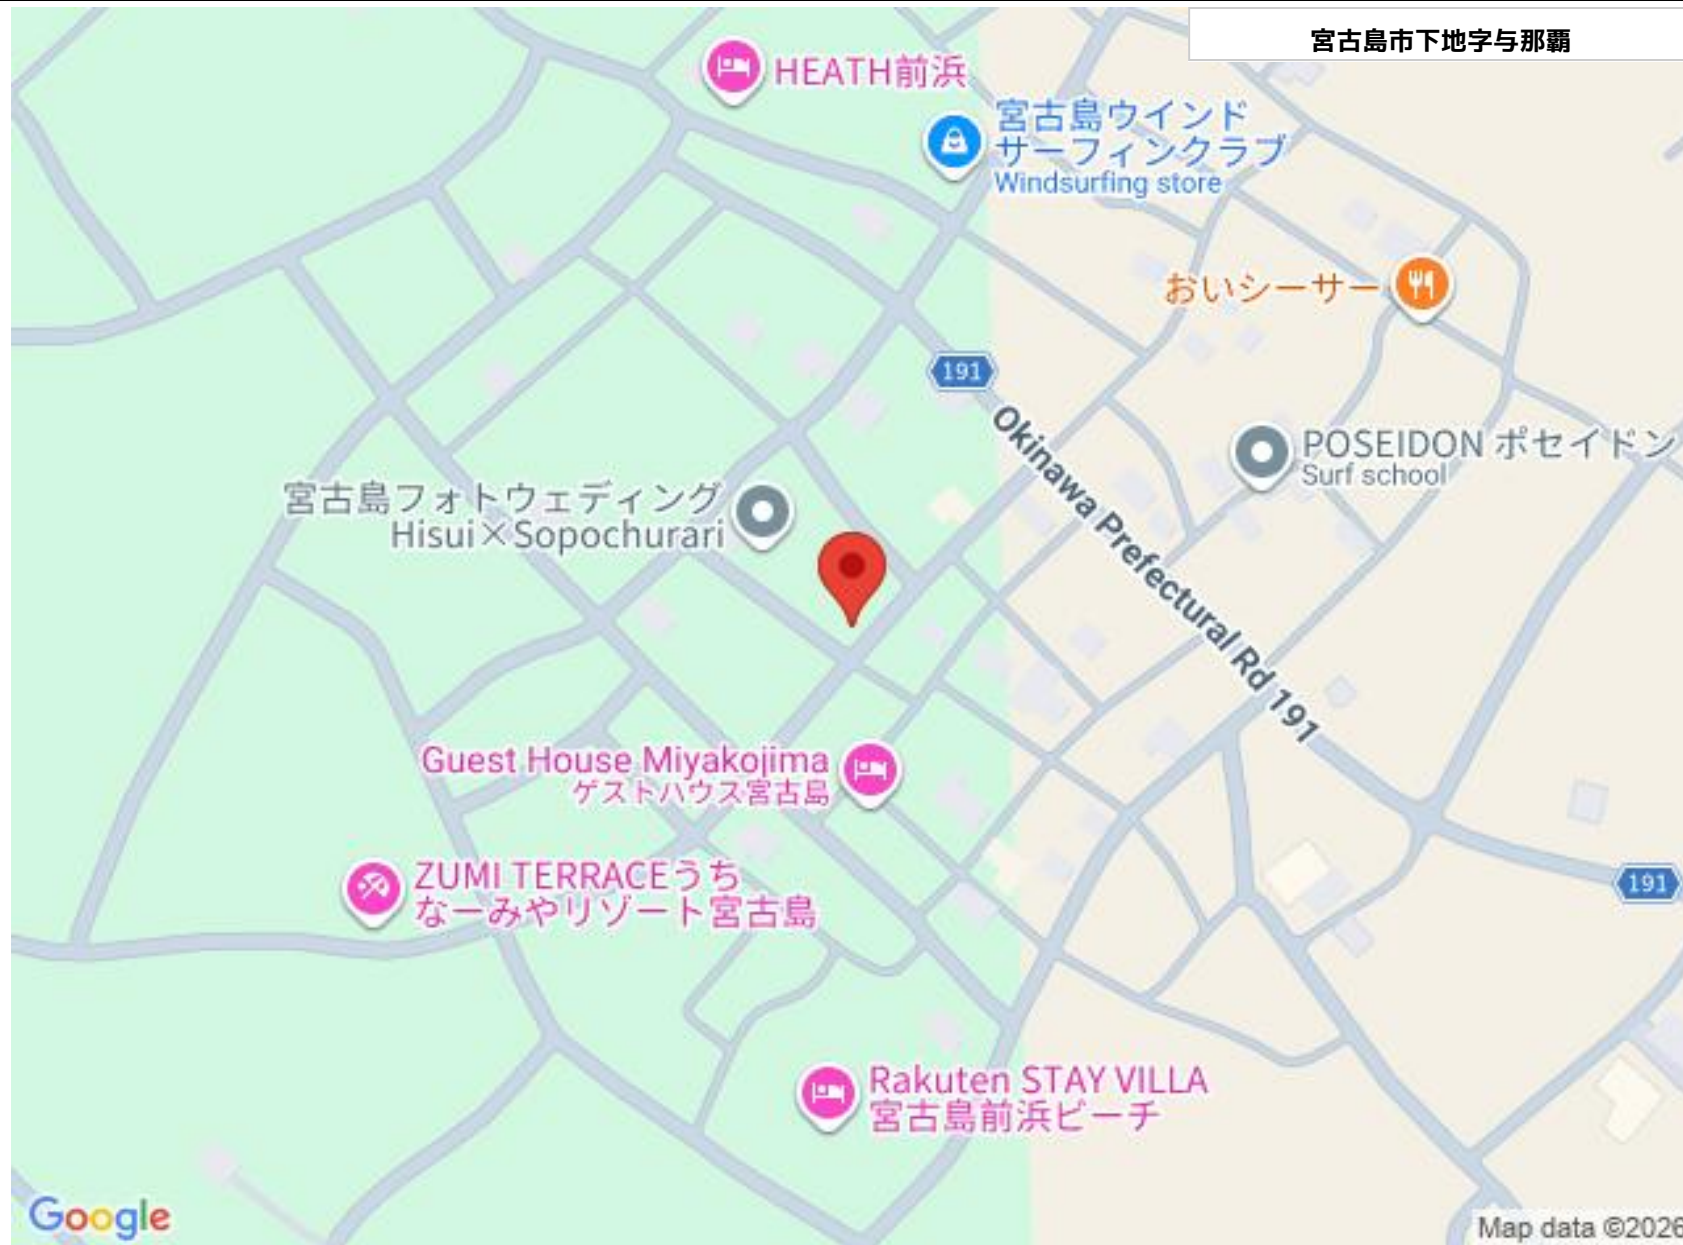 宮古島市下地字与那覇
HEATH前浜
宮古島ウインド
サーフィンクラブ
Windsurfing store
おいシーサー
191
Okinawa Prefectural Rd 191
POSEIDON ポセイドン
Surf school
宮古島フォトウェディング
Hisui×Sopochurari
Guest House Miyakojima
ゲストハウス宮古島
ZUMI TERRACEうち
なーみやリゾート宮古島
191
Rakuten STAY VILLA
宮古島前浜ビーチ
Google
Map data ©2026